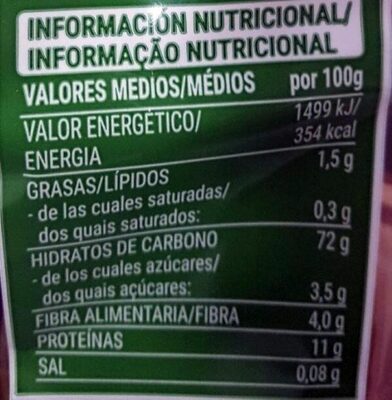 INFORMACIÓN NUTRICIONAL/
INFORMAÇÃO NUTRICIONAL
VALORES MEDIOS/MÉDIOS por 100g
VALOR ENERGÉTICO/ 1499 kJ/
ENERGIA 354 kcal
GRASAS/LÍPIDOS 1,5 g
- de las cuales saturadas/
dos quais saturados: 0,3 g
HIDRATOS DE CARBONO 72 g
- de los cuales azúcares/
dos quais açúcares: 3,5 g
FIBRA ALIMENTARIA/FIBRA 4,0 g
PROTEÍNAS 11 g
SAL 0,08 g